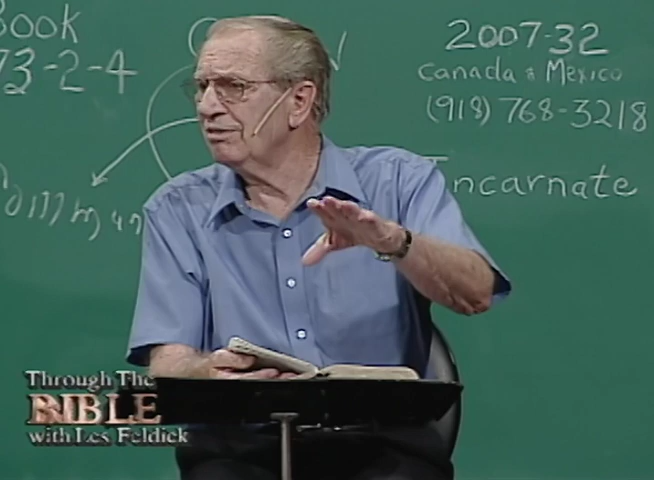 Book
73-2-4
2007-32
Canada & Mexico
(918) 768-3218
Incarnate
Through The
BIBLE
with Les Feldick